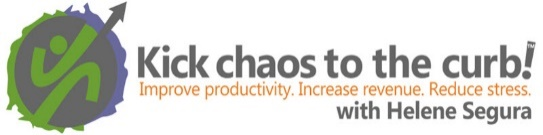 Kick chaos to the curb!™
Improve productivity. Increase revenue. Reduce stress.
with Helene Segura